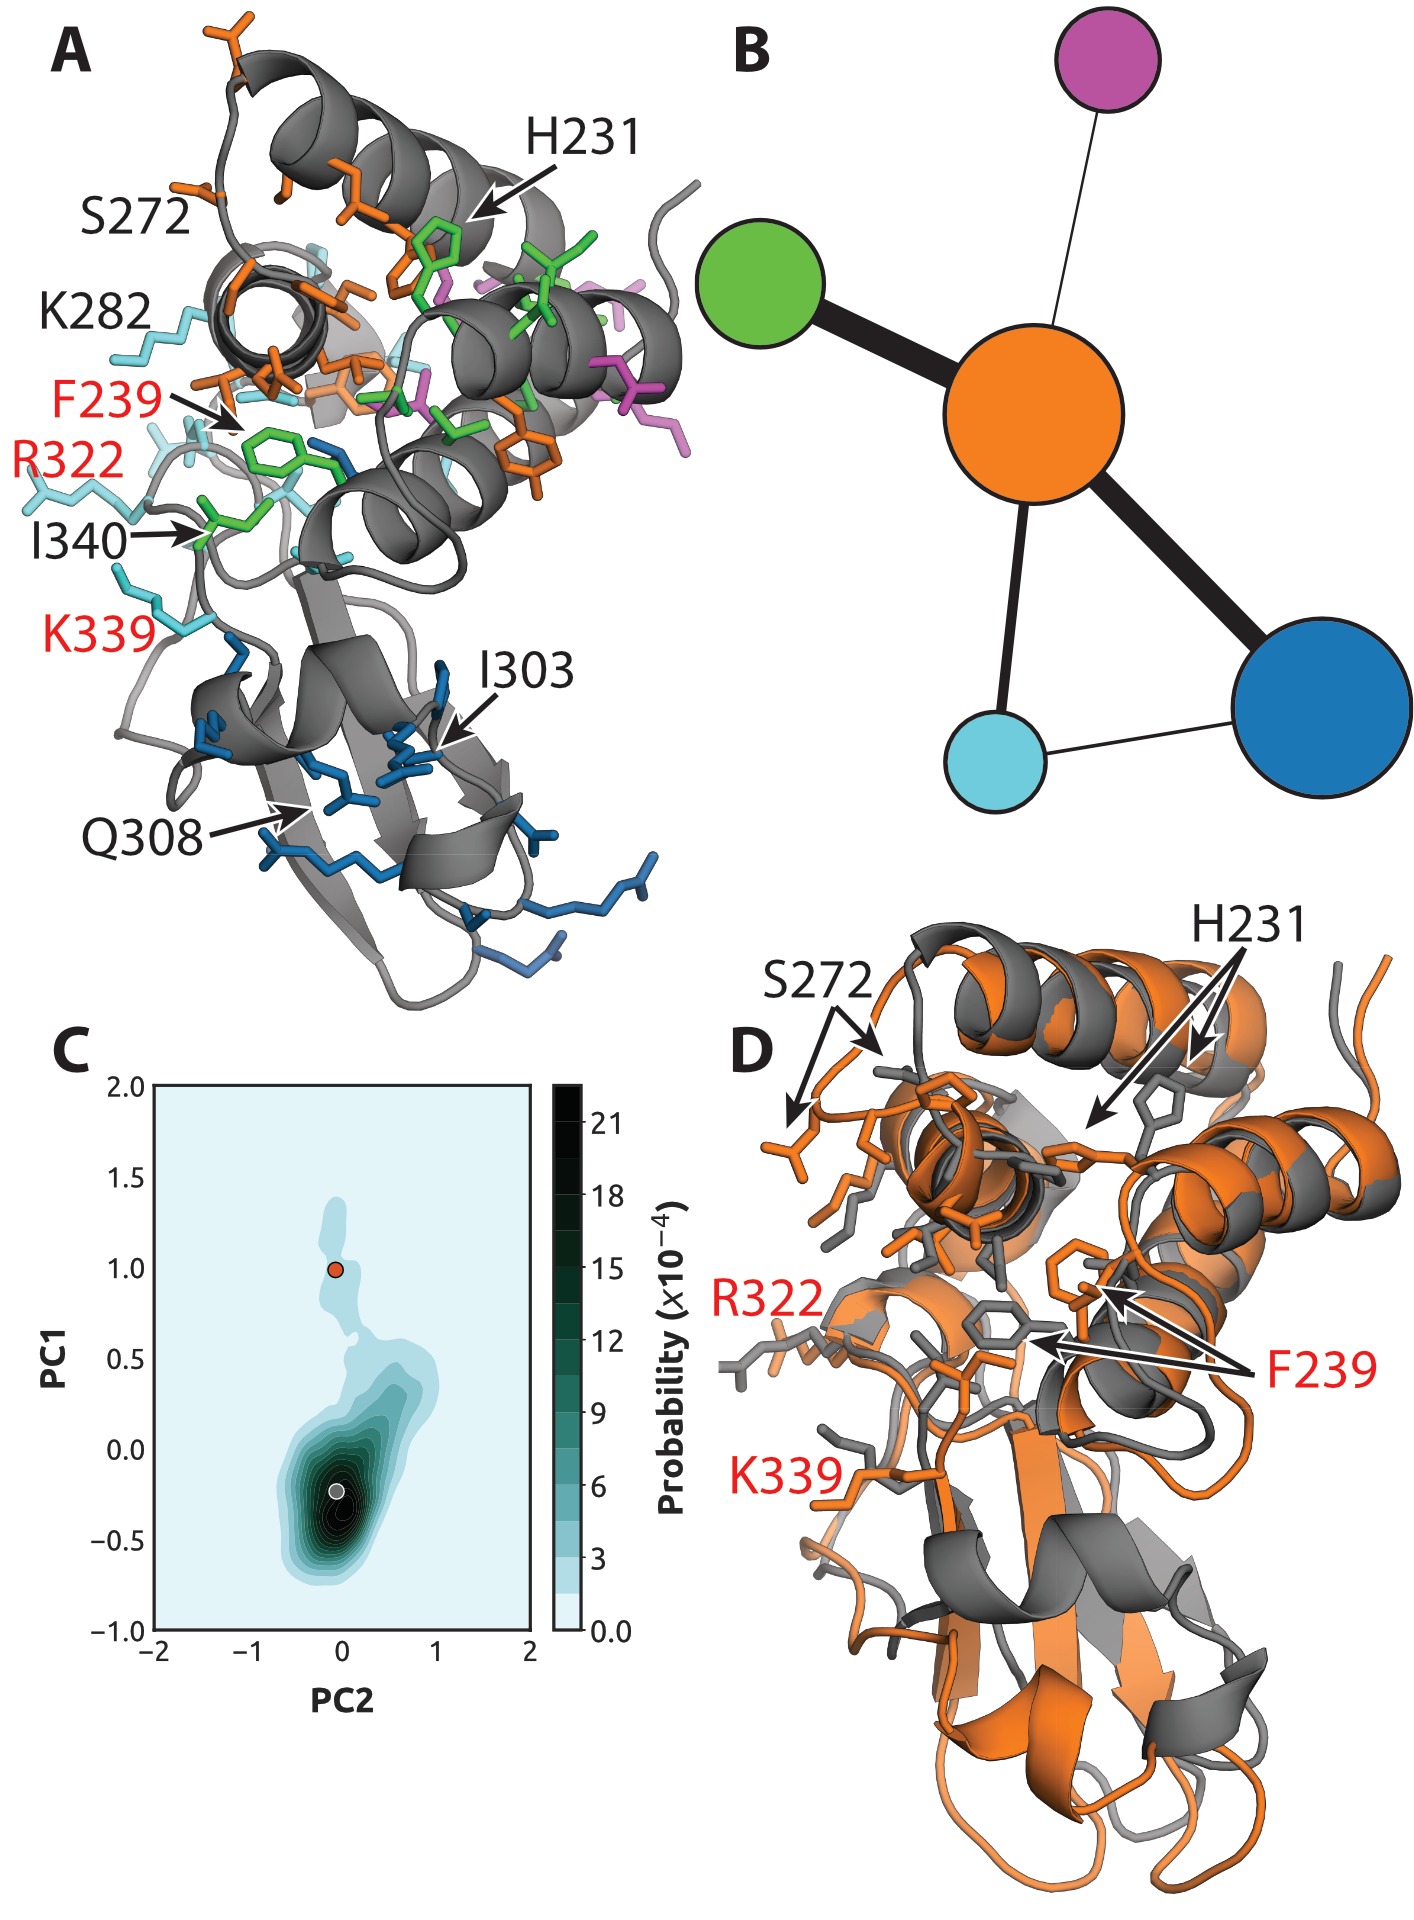 A
H231
S272
K282
F239
R322
I340
K339
I303
Q308
B
C
2.0
1.5
1.0
0.5
0.0
−0.5
−1.0
PC1
−2
−1
0
1
2
PC2
21
18
15
12
9
6
3
0.0
Probability (x10⁻⁴)
D
H231
S272
R322
F239
K339